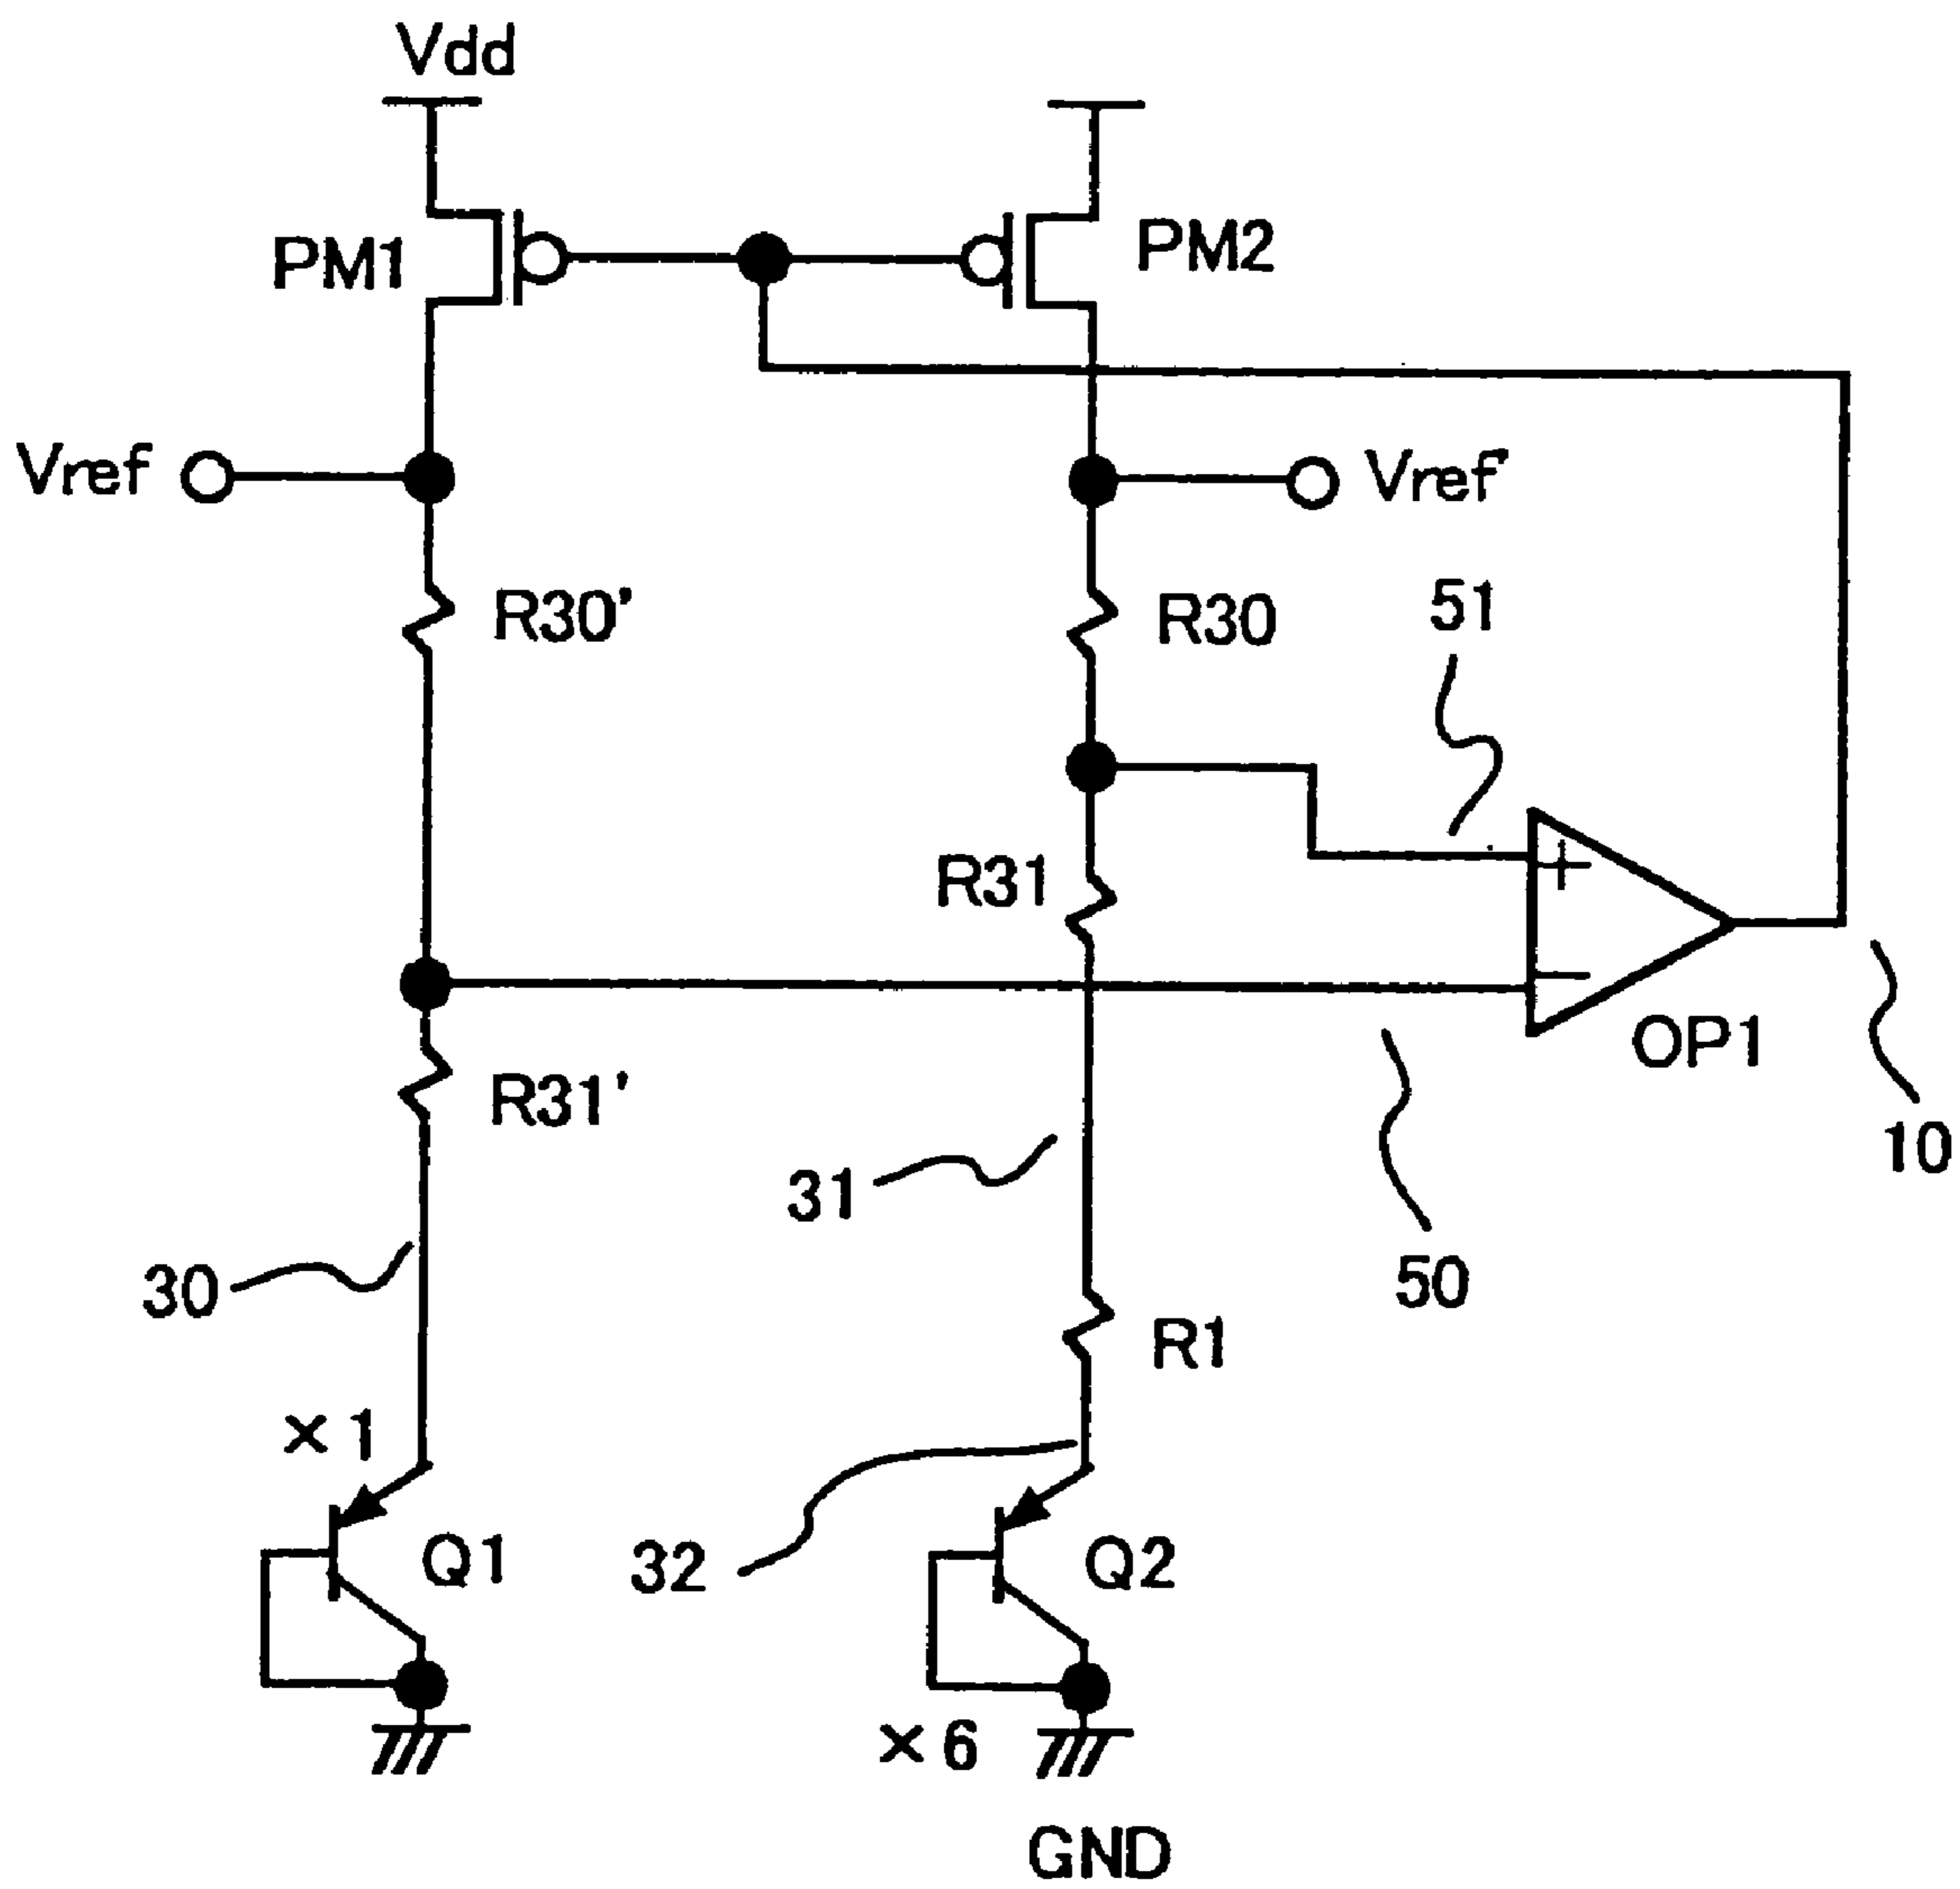 Vdd
PM1
PM2
Vref
Vref'
R30'
R30
51
R31
OP1
R31'
10
31
30
50
R1
×1
Q1
32
Q2
×6
GND